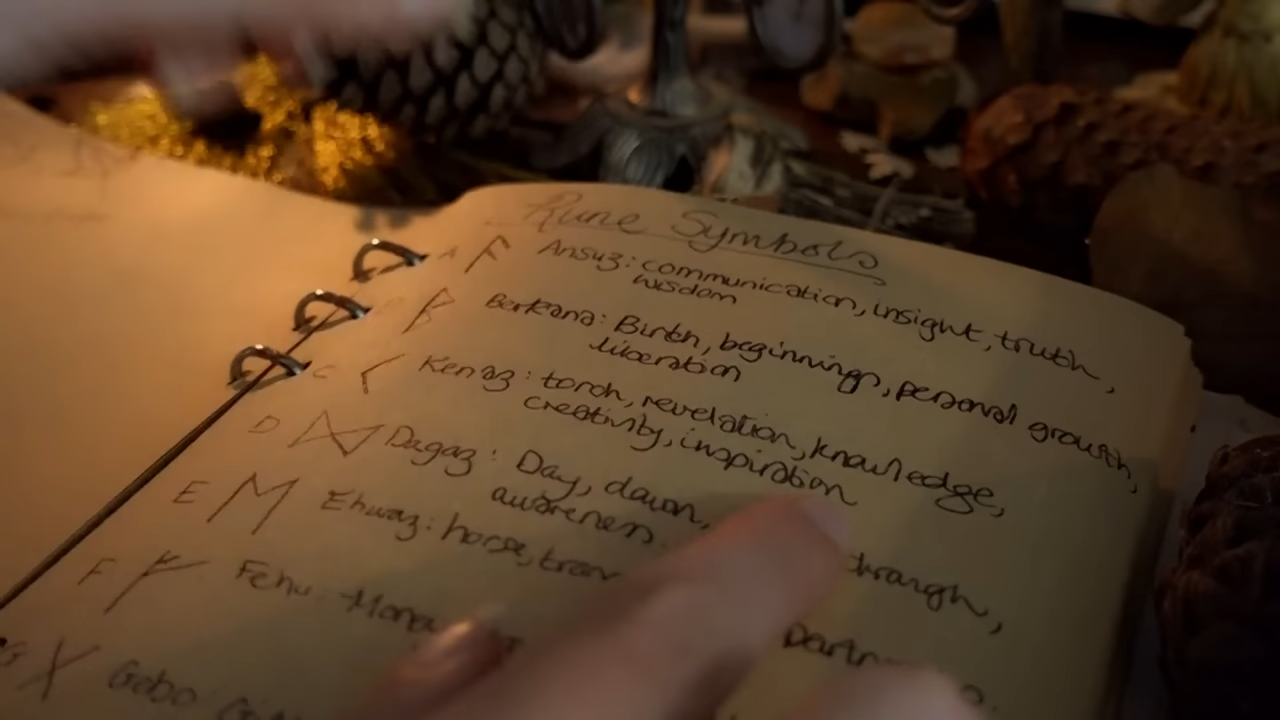 Rune Symbols
A ᚨ Ansuz: communication, insight, truth,
wisdom
B ᛒ Berkana: Birth, beginnings, personal growth,
liberation
C ᚲ Kenaz: torch, revelation, knowledge,
creativity, inspiration
D ᛞ Dagaz: Day, dawn,
awareness.
E ᛖ Ehwaz: horse,
F ᚠ Fehu:
G ᚷ Gebo: